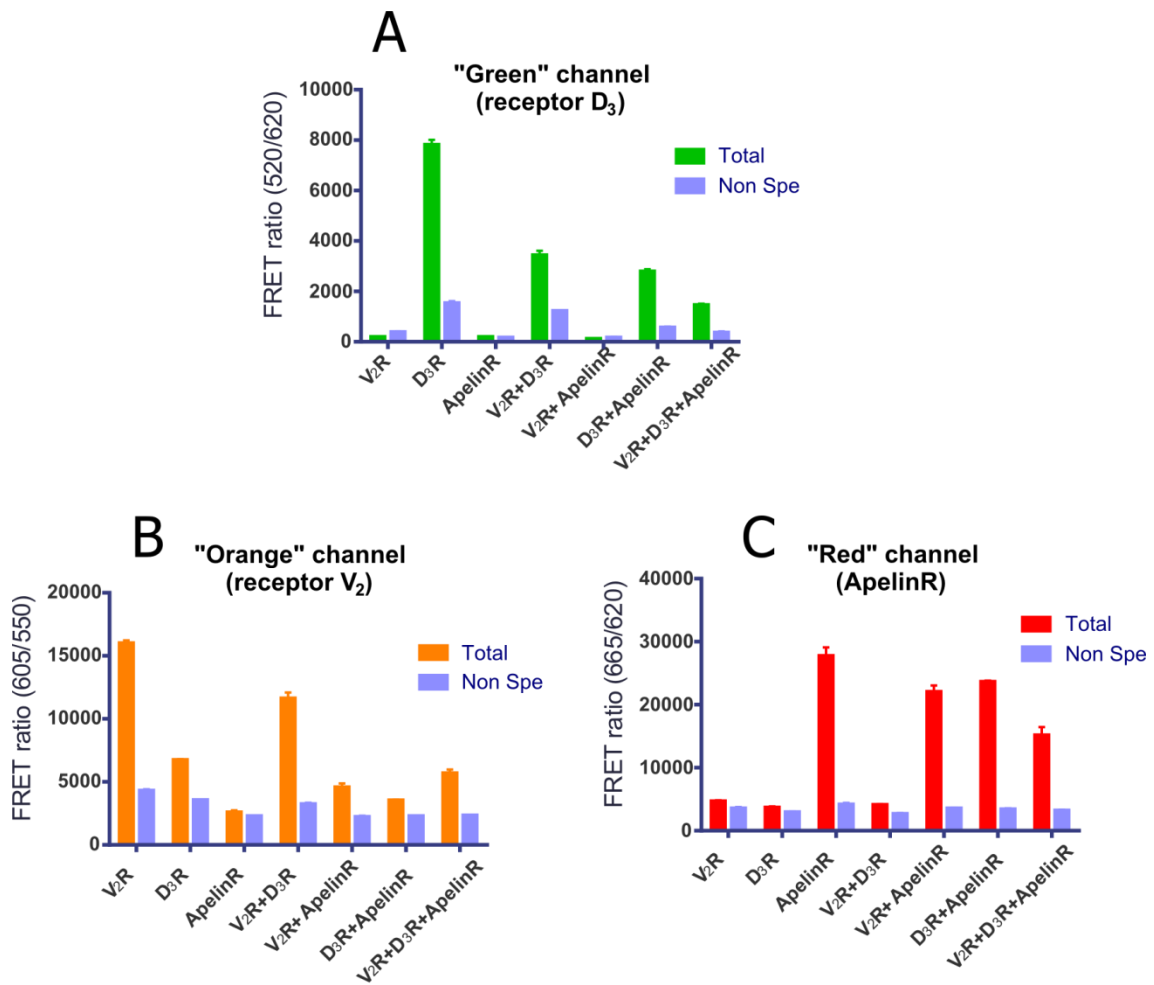 A
"Green" channel
(receptor D₃)
FRET ratio (520/620)
10000
8000
6000
4000
2000
0
Total
Non Spe
V₂R
D₃R
ApelinR
V₂R+D₃R
V₂R+ ApelinR
D₃R+ApelinR
V₂R+D₃R+ApelinR
B
"Orange" channel
(receptor V₂)
FRET ratio (605/550)
20000
15000
10000
5000
0
Total
Non Spe
V₂R
D₃R
ApelinR
V₂R+D₃R
V₂R+ ApelinR
D₃R+ApelinR
V₂R+D₃R+ApelinR
C
"Red" channel
(ApelinR)
FRET ratio (665/620)
40000
30000
20000
10000
0
Total
Non Spe
V₂R
D₃R
ApelinR
V₂R+D₃R
V₂R+ ApelinR
D₃R+ApelinR
V₂R+D₃R+ApelinR